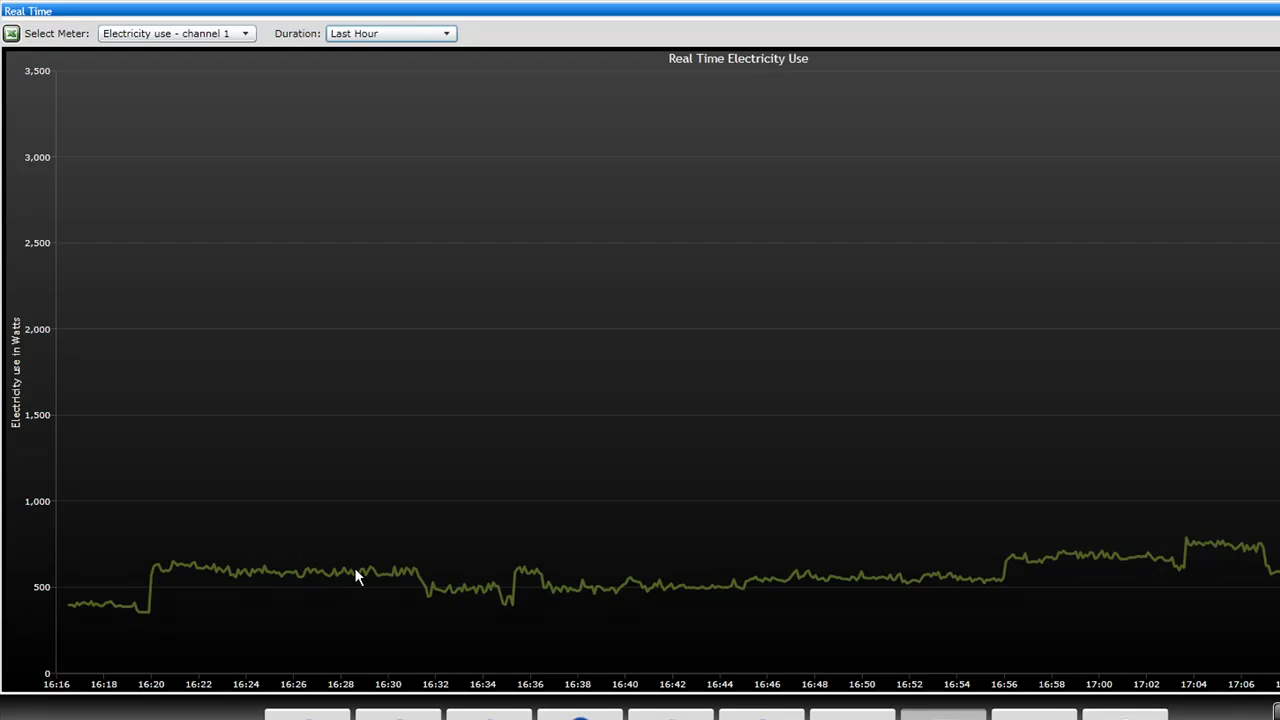 Real Time
Select Meter: Electricity use - channel 1 Duration: Last Hour
Real Time Electricity Use
3,500
3,000
2,500
2,000
1,500
1,000
500
0
Electricity use in Watts
16:16 16:18 16:20 16:22 16:24 16:26 16:28 16:30 16:32 16:34 16:36 16:38 16:40 16:42 16:44 16:46 16:48 16:50 16:52 16:54 16:56 16:58 17:00 17:02 17:04 17:06